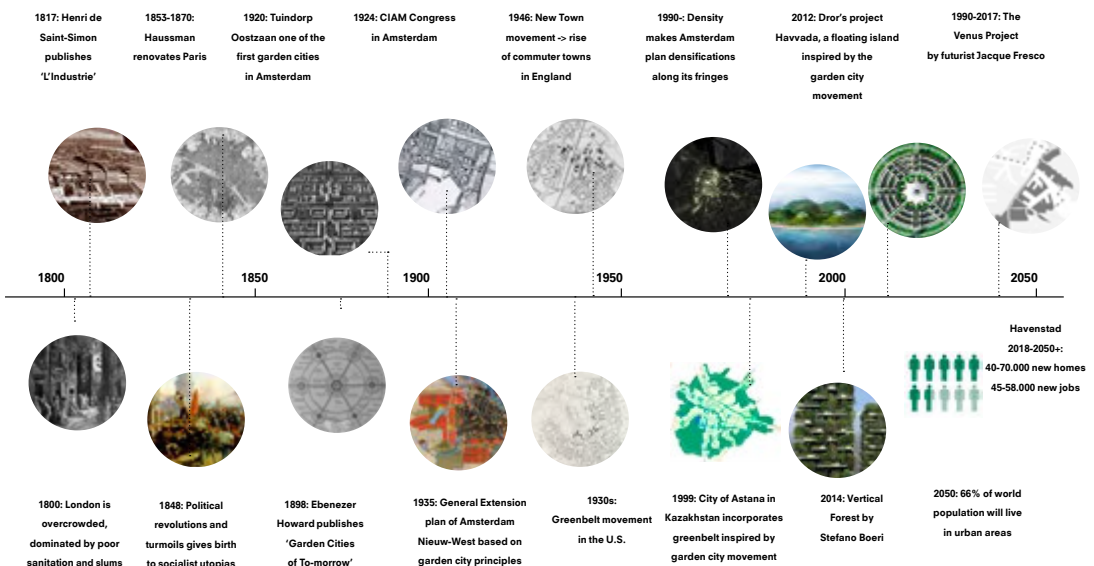 1817: Henri de
Saint-Simon
publishes
‘L’Industrie’
1853-1870:
Haussman
renovates Paris
1920: Tuindorp
Oostzaan one of the
first garden cities
in Amsterdam
1924: CIAM Congress
in Amsterdam
1946: New Town
movement -> rise
of commuter towns
in England
1990-: Density
makes Amsterdam
plan densifications
along its fringes
2012: Dror’s project
Havvada, a floating island
inspired by the
garden city
movement
1990-2017: The
Venus Project
by futurist Jacque Fresco
1800
1850
1900
1950
2000
2050
Havenstad
2018-2050+:
40-70.000 new homes
45-58.000 new jobs
1800: London is
overcrowded,
dominated by poor
sanitation and slums
1848: Political
revolutions and
turmoils gives birth
to socialist utopias
1898: Ebenezer
Howard publishes
‘Garden Cities
of To-morrow’
1935: General Extension
plan of Amsterdam
Nieuw-West based on
garden city principles
1930s:
Greenbelt movement
in the U.S.
1999: City of Astana in
Kazakhstan incorporates
greenbelt inspired by
garden city movement
2014: Vertical
Forest by
Stefano Boeri
2050: 66% of world
population will live
in urban areas